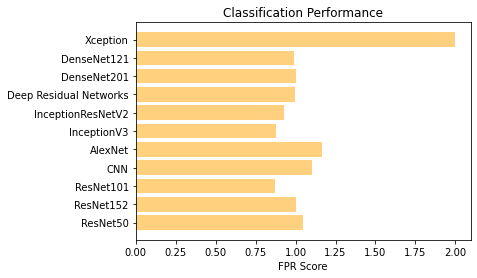 Classification Performance
Xception
DenseNet121
DenseNet201
Deep Residual Networks
InceptionResNetV2
InceptionV3
AlexNet
CNN
ResNet101
ResNet152
ResNet50
0.00 0.25 0.50 0.75 1.00 1.25 1.50 1.75 2.00
FPR Score